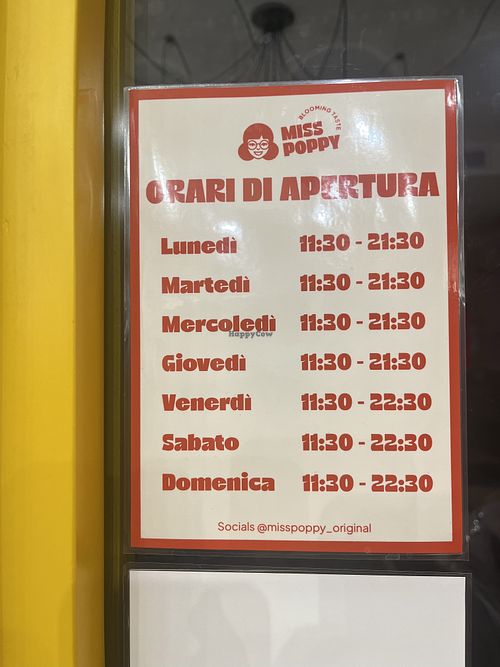 BLOOMING TASTE
MISS
POPPY
ORARI DI APERTURA
Lunedì 11:30 - 21:30
Martedì 11:30 - 21:30
Mercoledì 11:30 - 21:30
HappyCow
Giovedì 11:30 - 21:30
Venerdì 11:30 - 22:30
Sabato 11:30 - 22:30
Domenica 11:30 - 22:30
Socials @misspoppy_original